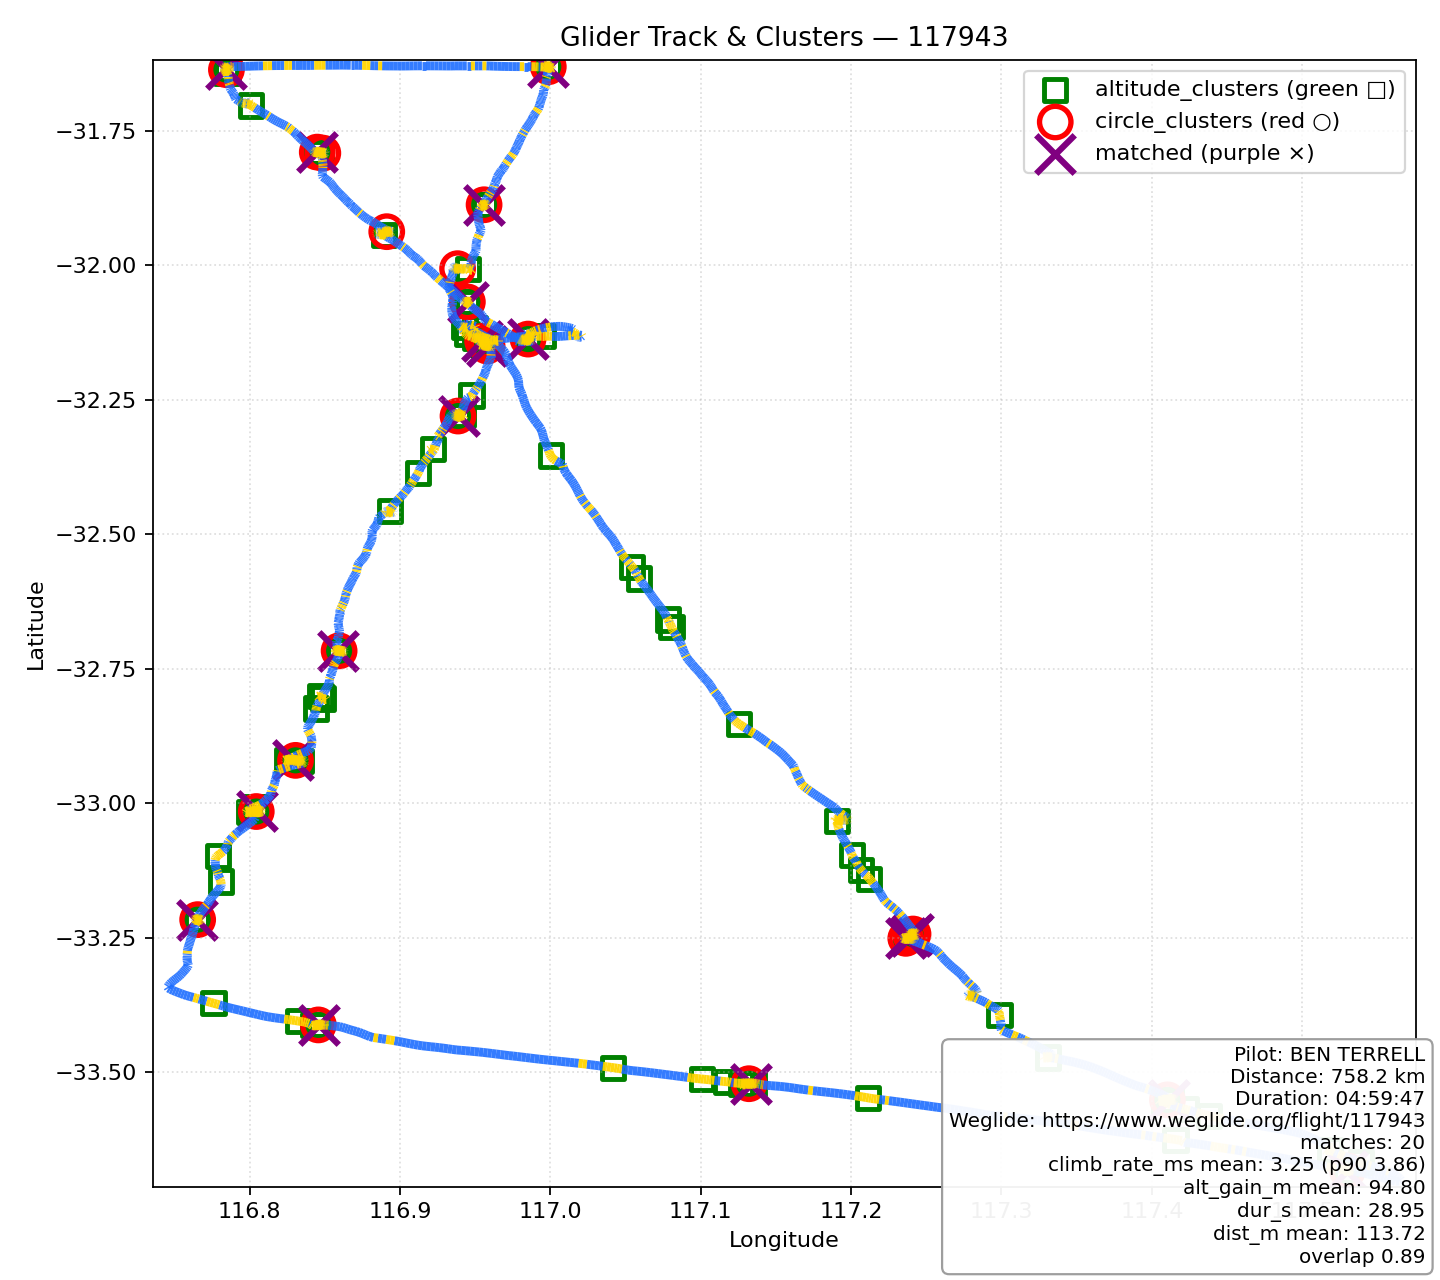 Glider Track & Clusters — 117943
altitude_clusters (green □)
circle_clusters (red ○)
matched (purple ×)
Latitude
−31.75
−32.00
−32.25
−32.50
−32.75
−33.00
−33.25
−33.50
116.8
116.9
117.0
117.1
117.2
117.3
117.4
Longitude
Pilot: BEN TERRELL
Distance: 758.2 km
Duration: 04:59:47
Weglide: https://www.weglide.org/flight/117943
matches: 20
climb_rate_ms mean: 3.25 (p90 3.86)
alt_gain_m mean: 94.80
dur_s mean: 28.95
dist_m mean: 113.72
overlap 0.89